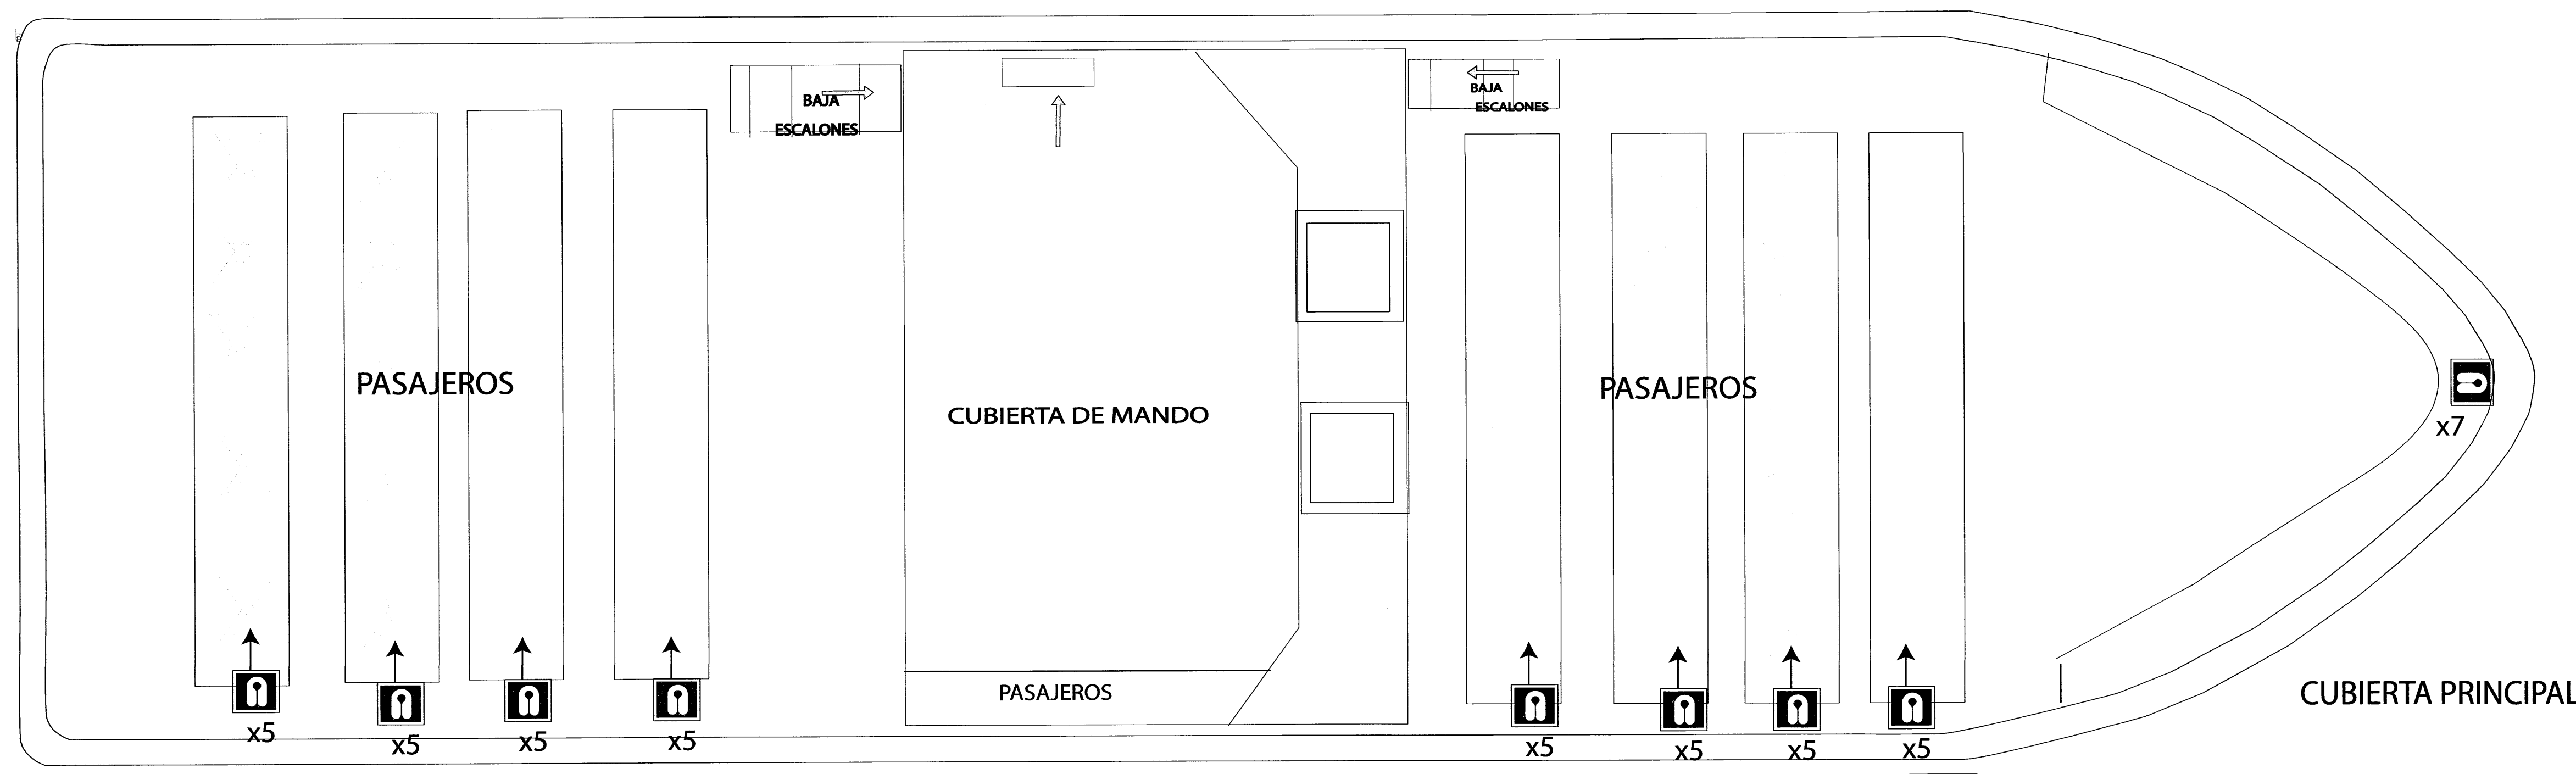 BAJA
ESCALONES
BAJA
ESCALONES
PASAJEROS
CUBIERTA DE MANDO
PASAJEROS
x7
PASAJEROS
CUBIERTA PRINCIPAL
x5
x5
x5
x5
x5
x5
x5
x5